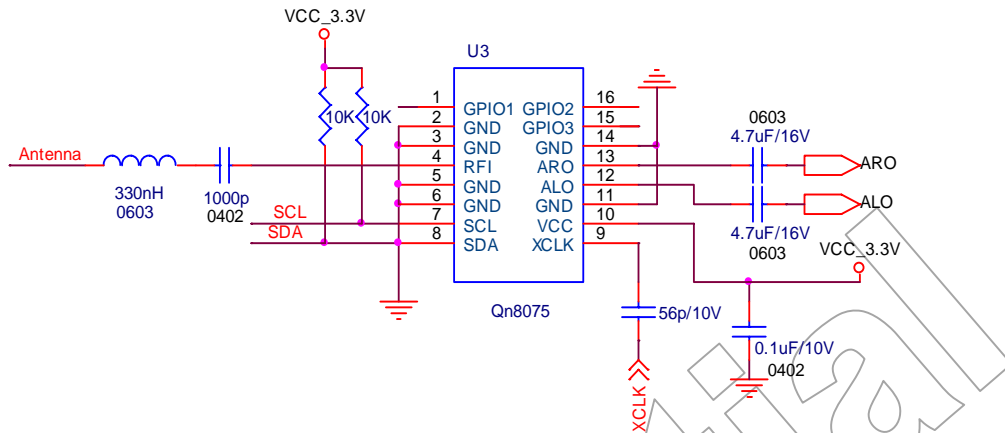 VCC_3.3V
U3
10K
10K
1
2
3
4
5
6
7
8
GPIO1
GND
GND
RFI
GND
GND
SCL
SDA
GPIO2
GPIO3
GND
ARO
ALO
GND
VCC
XCLK
16
15
14
13
12
11
10
9
Qn8075
Antenna
330nH
0603
1000p
0402
SCL
SDA
0603
4.7uF/16V
ARO
ALO
4.7uF/16V
0603
VCC_3.3V
56p/10V
0.1uF/10V
0402
XCLK
tial